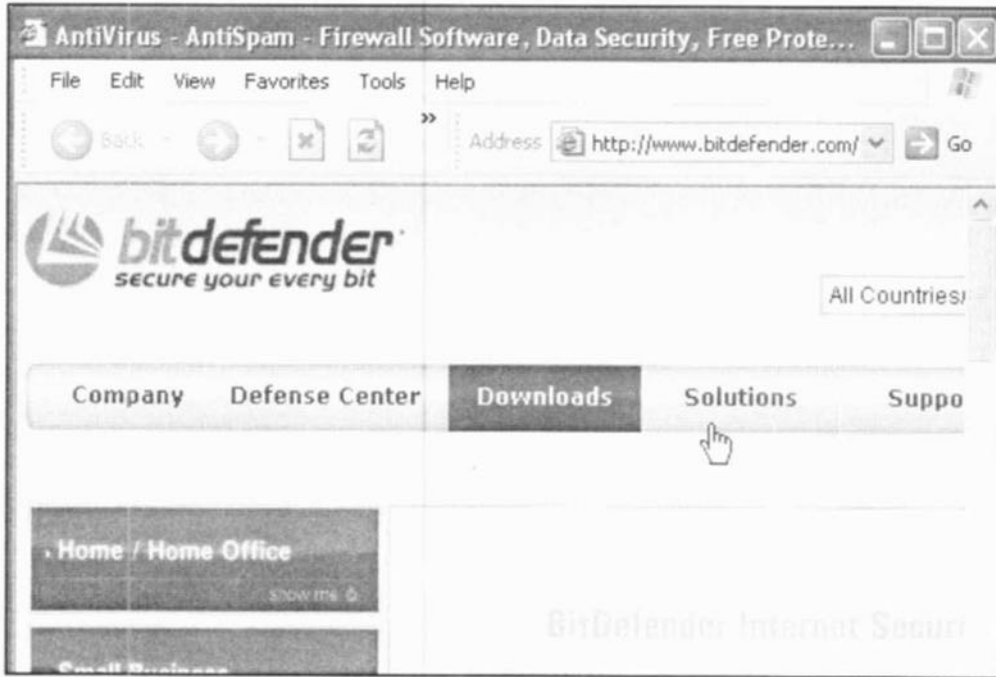 AntiVirus - AntiSpam - Firewall Software, Data Security, Free Prote...
File Edit View Favorites Tools Help
Back » Address http://www.bitdefender.com/ Go
bitdefender
secure your every bit
All Countries
Company Defense Center Downloads Solutions Suppo
Home / Home Office
show me
BitDefender Internet Securi
Small Business